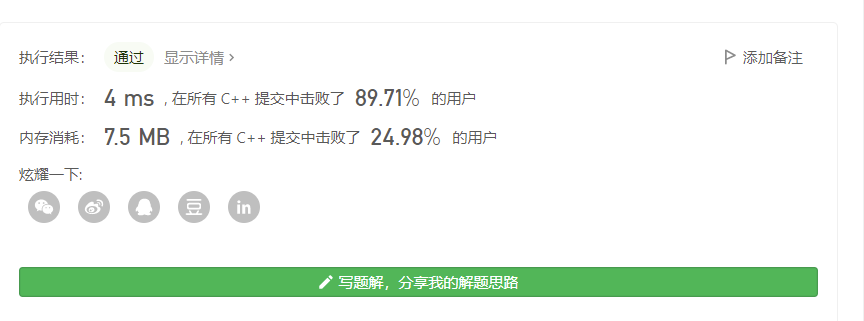 执行结果： 通过 显示详情 › 添加备注
执行用时： 4 ms , 在所有 C++ 提交中击败了 89.71% 的用户
内存消耗： 7.5 MB , 在所有 C++ 提交中击败了 24.98% 的用户
炫耀一下:
豆 in
写题解，分享我的解题思路